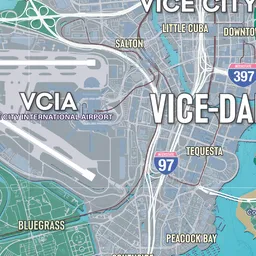 VICE CITY
LITTLE CUBA
DOWNTO
SALTON
397
VCIA
CITY INTERNATIONAL AIRPORT
VICE-DA
TEQUESTA
97
BLUEGRASS
PEACOCK BAY